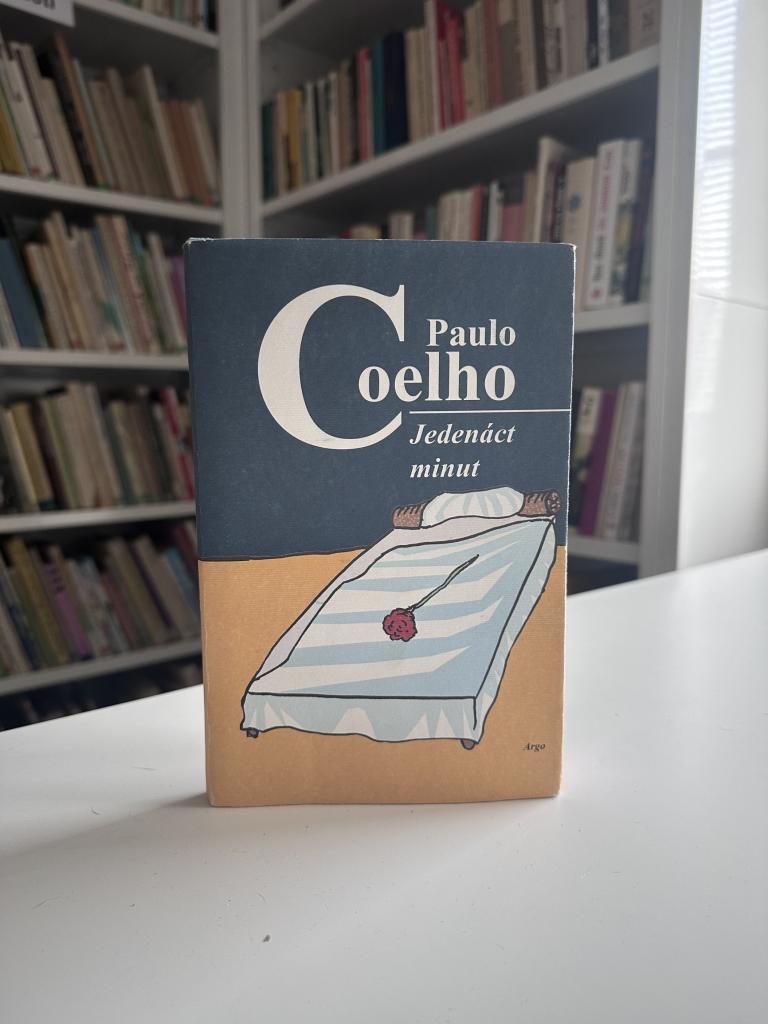 Paulo
Coelho
Jedenáct
minut
Argo